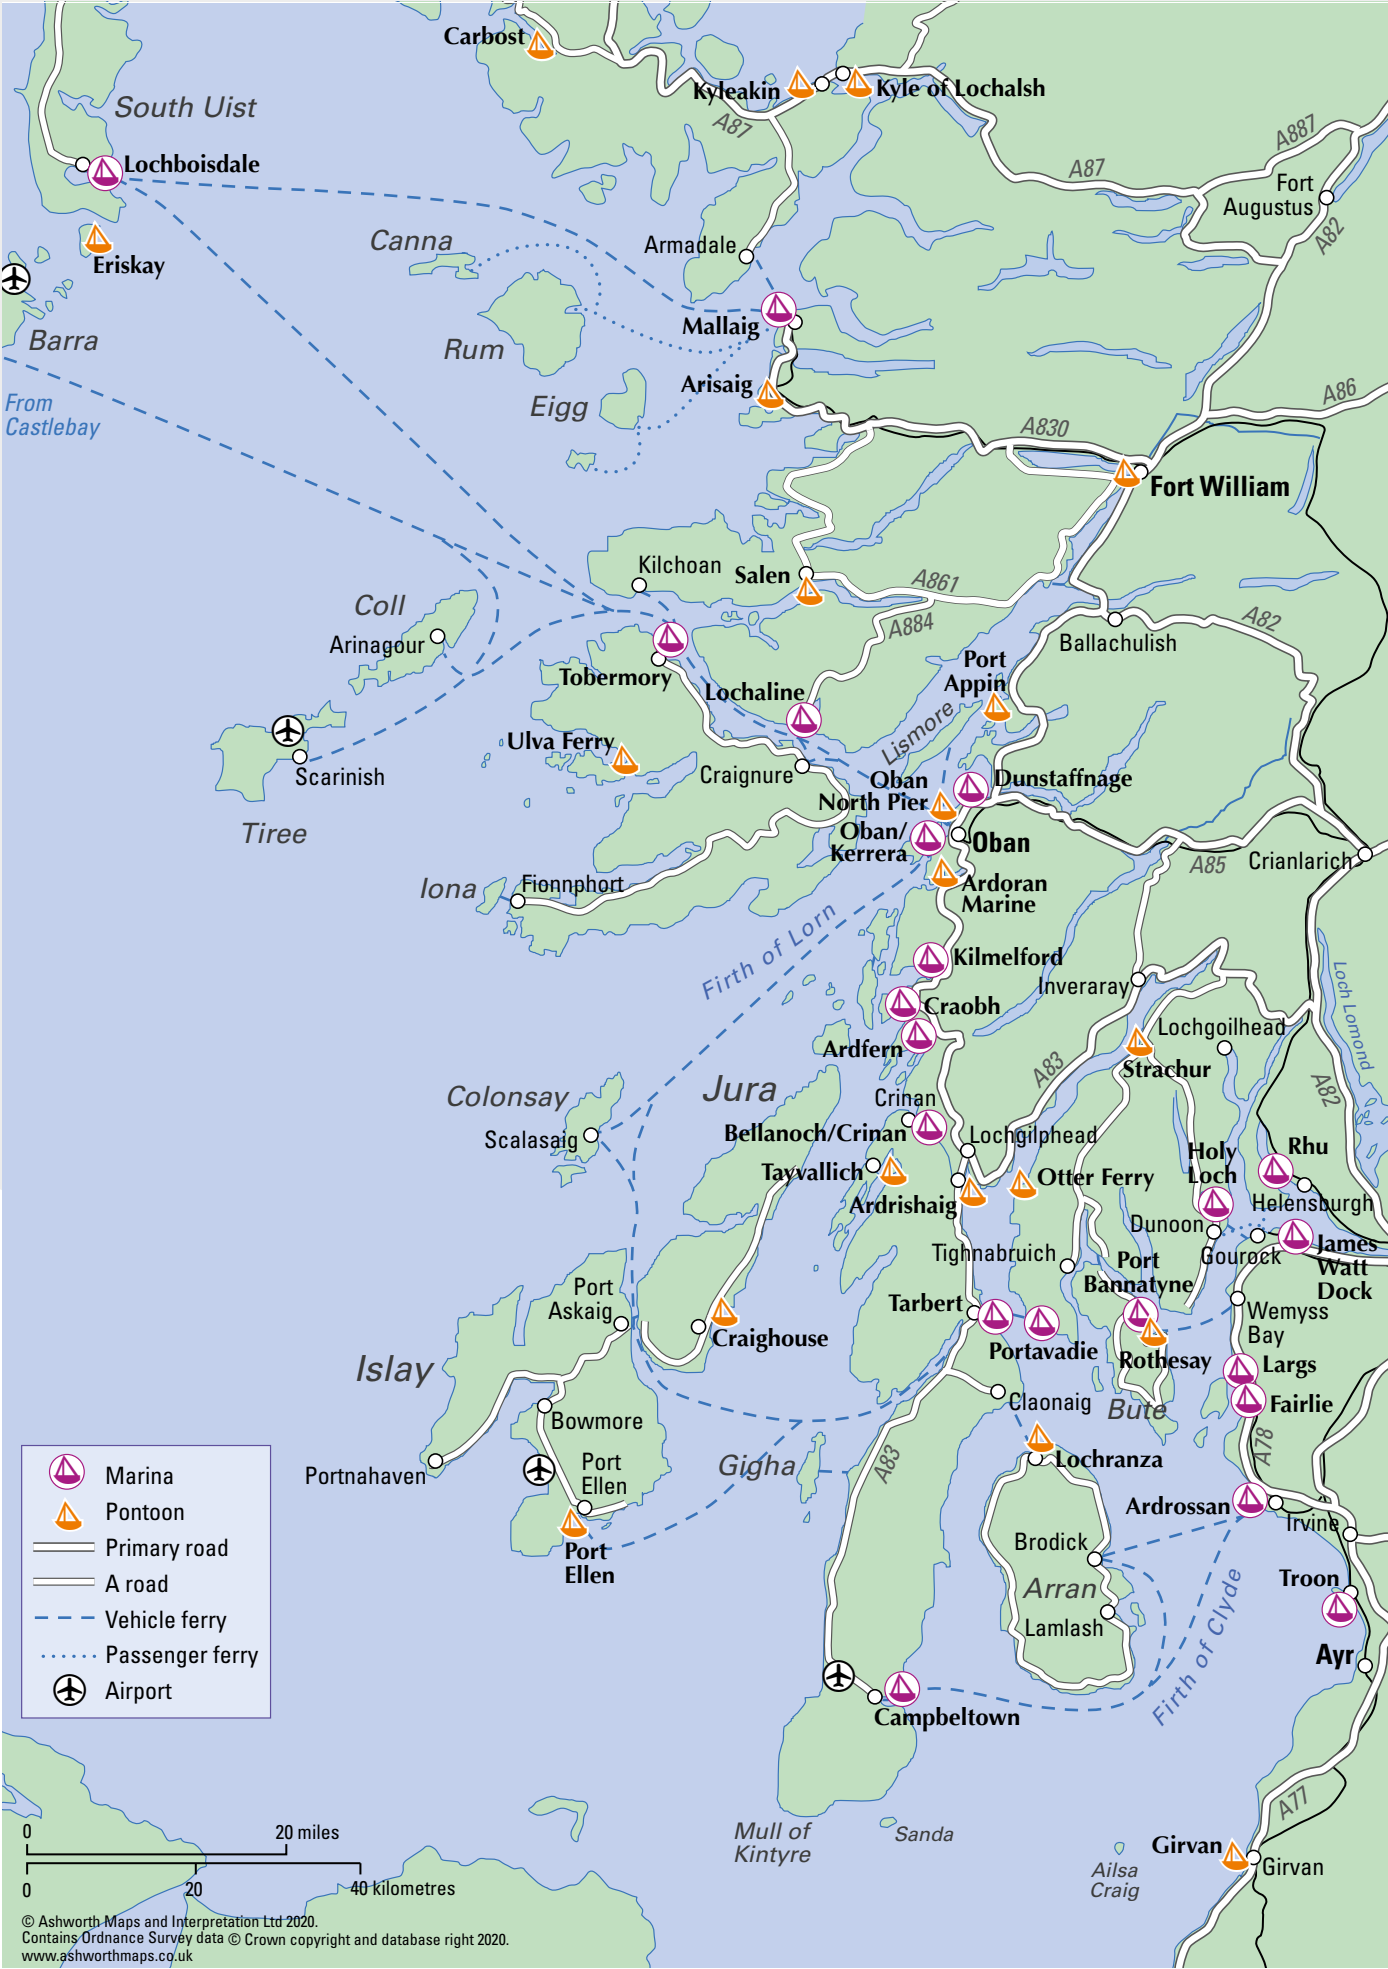 Carbost
Kyleakin
Kyle of Lochalsh
A87
A887
A87
South Uist
Lochboisdale
Fort
Augustus
A82
Canna
Armadale
Eriskay
Mallaig
Barra
Rum
Arisaig
From
Castlebay
Eigg
A86
A830
Fort William
Kilchoan
Salen
A861
Coll
Arinagour
A884
A82
Ballachulish
Port
Appin
Tobermory
Lochaline
Lismore
Ulva Ferry
Craignure
Scarinish
Oban
North Pier
Dunstaffnage
Tiree
Oban/
Kerrera
Oban
A85
Crianlarich
Iona
Fionnphort
Ardoran
Marine
Firth of Lorn
Kilmelford
Inveraray
Loch Lomond
Craobh
Lochgoilhead
Ardfern
Strachur
A83
A82
Colonsay
Jura
Crinan
Scalasaig
Bellanoch/Crinan
Lochgilphead
Holy
Loch
Rhu
Tayvallich
Otter Ferry
Ardrishaig
Helensburgh
Dunoon
Gourock
James
Watt
Dock
Tighnabruich
Port
Bannatyne
Port
Askaig
Tarbert
Wemyss
Bay
Craighouse
Portavadie
Rothesay
Largs
Islay
Claonaig
Bute
Fairlie
Bowmore
A78
Gigha
A83
Lochranza
Portnahaven
Port
Ellen
Ardrossan
Irvine
Port
Ellen
Brodick
Arran
Troon
Lamlash
Firth of Clyde
Ayr
Campbeltown
Marina
Pontoon
Primary road
A road
Vehicle ferry
Passenger ferry
Airport
Mull of
Kintyre
Sanda
A77
Ailsa
Craig
Girvan
Girvan
0
20 miles
0
20
40 kilometres
© Ashworth Maps and Interpretation Ltd 2020.
Contains Ordnance Survey data © Crown copyright and database right 2020.
www.ashworthmaps.co.uk